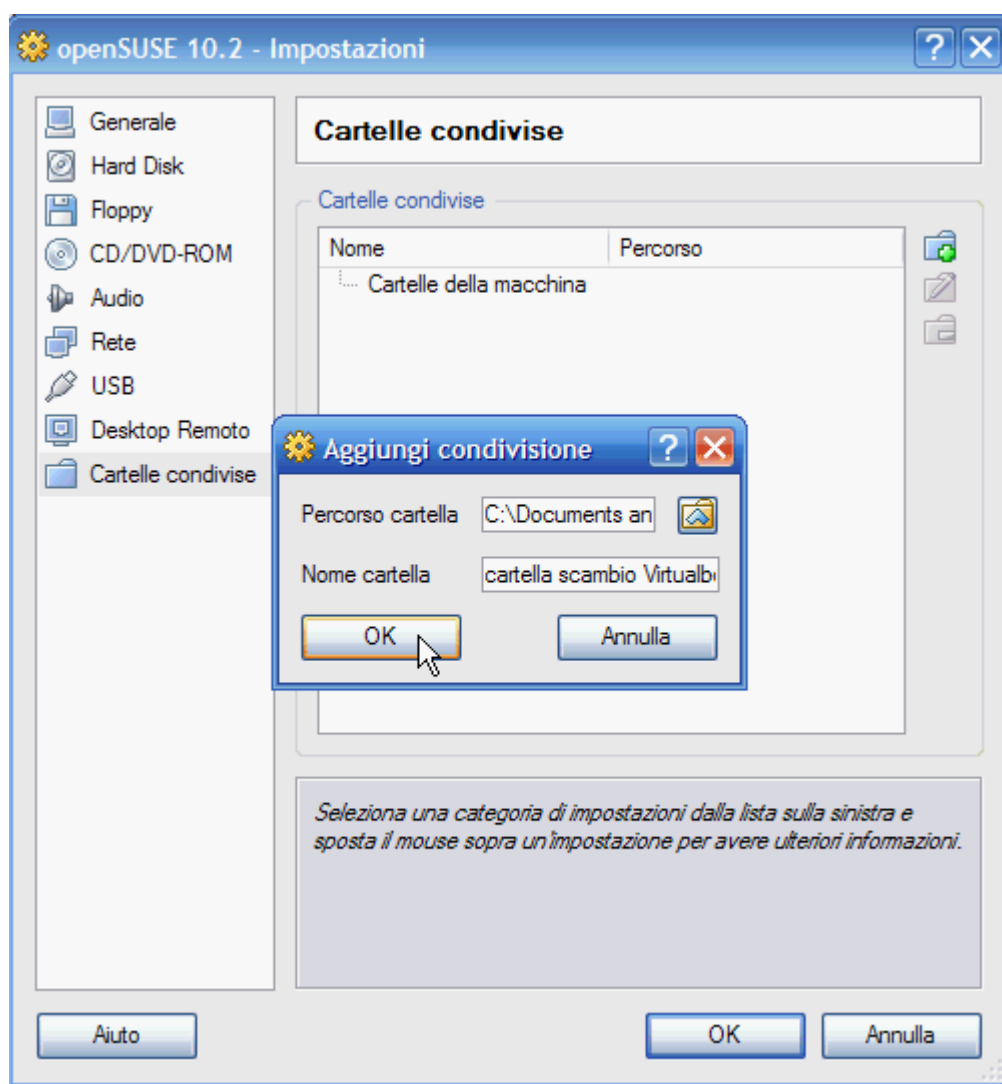 openSUSE 10.2 - Impostazioni
Generale
Hard Disk
Floppy
CD/DVD-ROM
Audio
Rete
USB
Desktop Remoto
Cartelle condivise
Cartelle condivise
Cartelle condivise
Nome Percorso
Cartelle della macchina
Aggiungi condivisione
Percorso cartella C:\Documents an
Nome cartella cartella scambio Virtualb
OK Annulla
Seleziona una categoria di impostazioni dalla lista sulla sinistra e
sposta il mouse sopra un'impostazione per avere ulteriori informazioni.
Aiuto OK Annulla